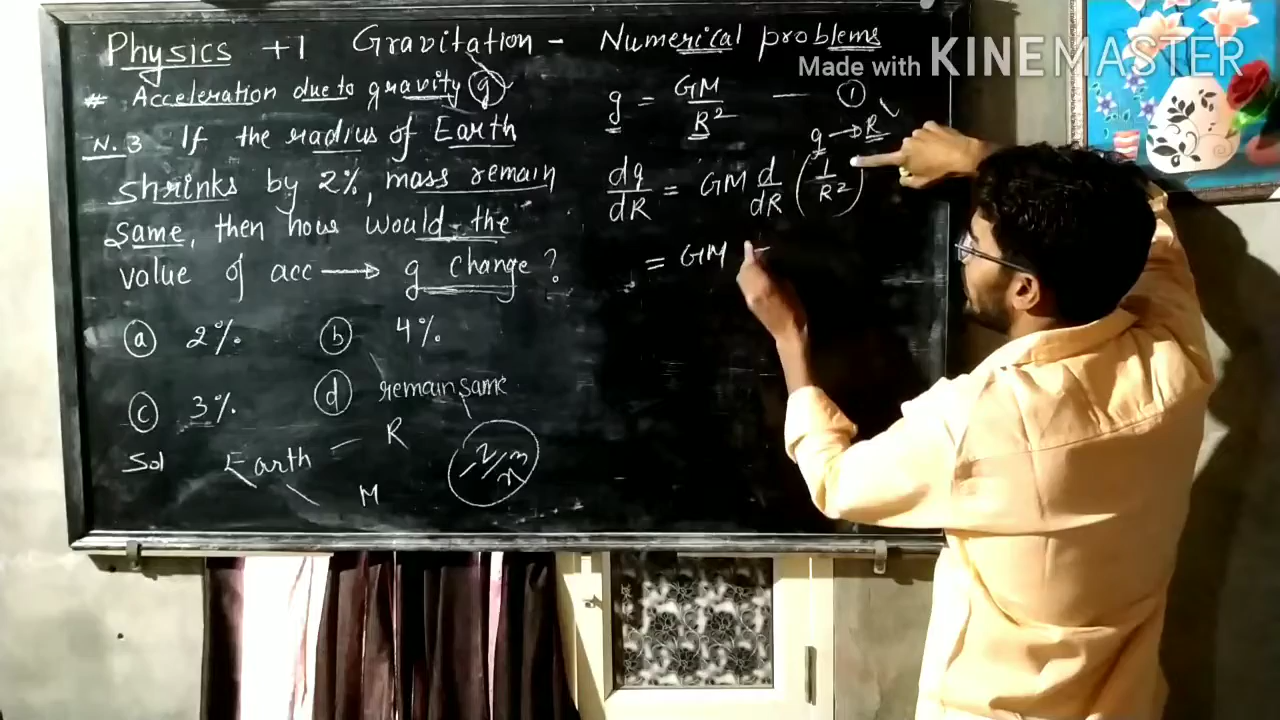 Physics +1 Gravitation - Numerical problems
Made with KINEMASTER
# Acceleration due to gravity g
N.3 If the radius of Earth
shrinks by 2%, mass remain
same, then how would the
value of acc → g change?
(a) 2%. (b) 4%.
(c) 3%. (d) remain same
Sol Earth R
M
g = GM/R² — (1)
g → R
dg/dR = GM d/dR (1/R²)
= GM